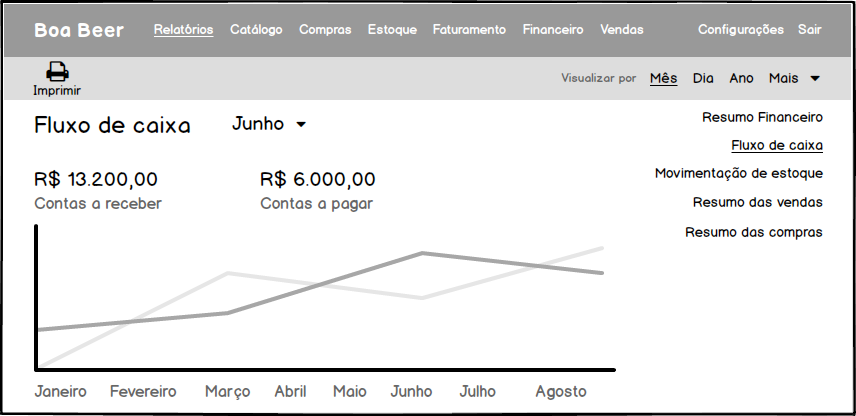 Boa Beer Relatórios Catálogo Compras Estoque Faturamento Financeiro Vendas Configurações Sair
Imprimir
Visualizar por Mês Dia Ano Mais
Fluxo de caixa Junho
Resumo Financeiro
Fluxo de caixa
Movimentação de estoque
Resumo das vendas
Resumo das compras
R$ 13.200,00 R$ 6.000,00
Contas a receber Contas a pagar
Janeiro Fevereiro Março Abril Maio Junho Julho Agosto